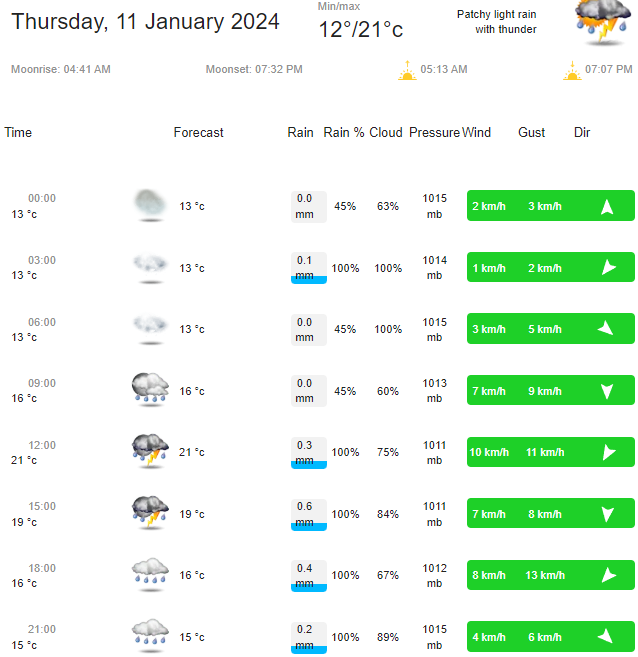 Thursday, 11 January 2024
Min/max
12°/21°c
Patchy light rain
with thunder
Moonrise: 04:41 AM
Moonset: 07:32 PM
05:13 AM
07:07 PM
Time Forecast Rain Rain % Cloud Pressure Wind Gust Dir
00:00
13 °c
13 °c
0.0
mm
45% 63%
1015
mb
2 km/h 3 km/h
03:00
13 °c
13 °c
0.1
mm
100% 100%
1014
mb
1 km/h 2 km/h
06:00
13 °c
13 °c
0.0
mm
45% 100%
1015
mb
3 km/h 5 km/h
09:00
16 °c
16 °c
0.0
mm
45% 60%
1013
mb
7 km/h 9 km/h
12:00
21 °c
21 °c
0.3
mm
100% 75%
1011
mb
10 km/h 11 km/h
15:00
19 °c
19 °c
0.6
mm
100% 84%
1011
mb
7 km/h 8 km/h
18:00
16 °c
16 °c
0.4
mm
100% 67%
1012
mb
8 km/h 13 km/h
21:00
15 °c
15 °c
0.2
mm
100% 89%
1015
mb
4 km/h 6 km/h